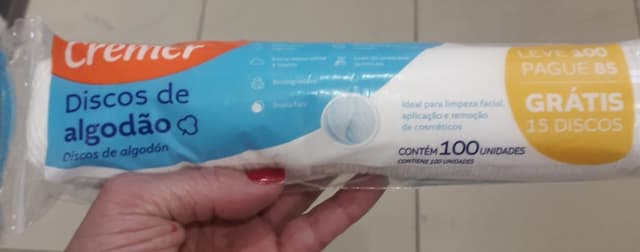 Cremer
Discos de
algodão
Discos de algodón
Ideal para limpeza facial,
aplicação e remoção
de cosméticos
CONTÉM 100 UNIDADES
CONTIENE 100 UNIDADES
LEVE 100
PAGUE 85
GRÁTIS
15 DISCOS